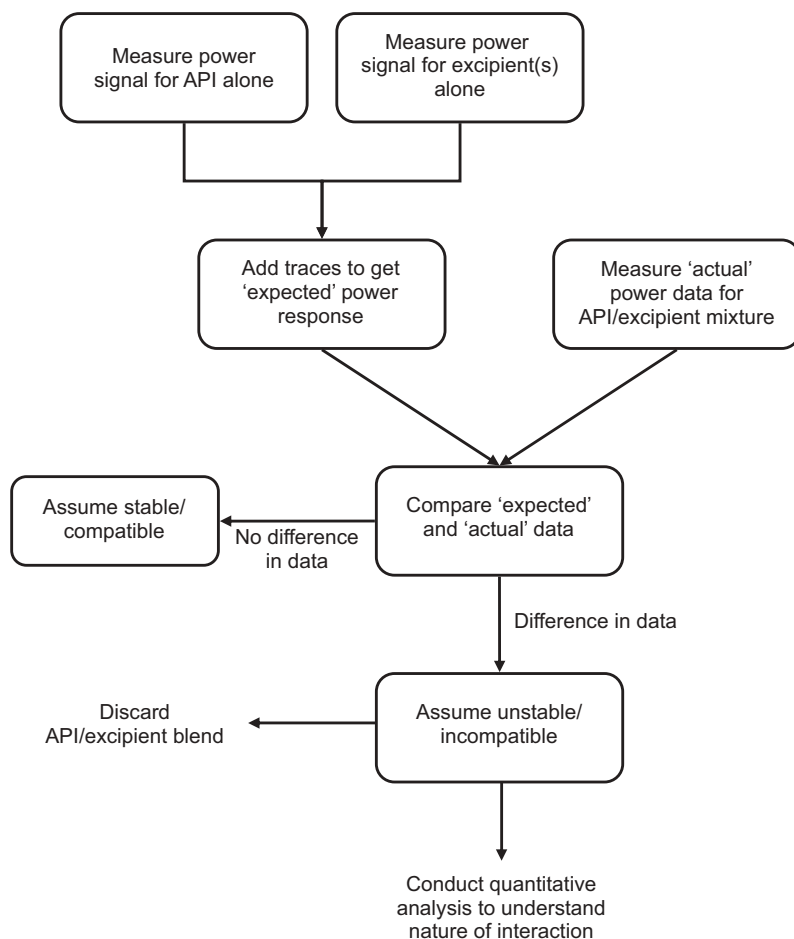 Measure power
signal for API alone
Measure power
signal for excipient(s)
alone
Add traces to get
‘expected’ power
response
Measure ‘actual’
power data for
API/excipient mixture
Assume stable/
compatible
No difference
in data
Compare ‘expected’
and ‘actual’ data
Difference in data
Discard
API/excipient blend
Assume unstable/
incompatible
Conduct quantitative
analysis to understand
nature of interaction